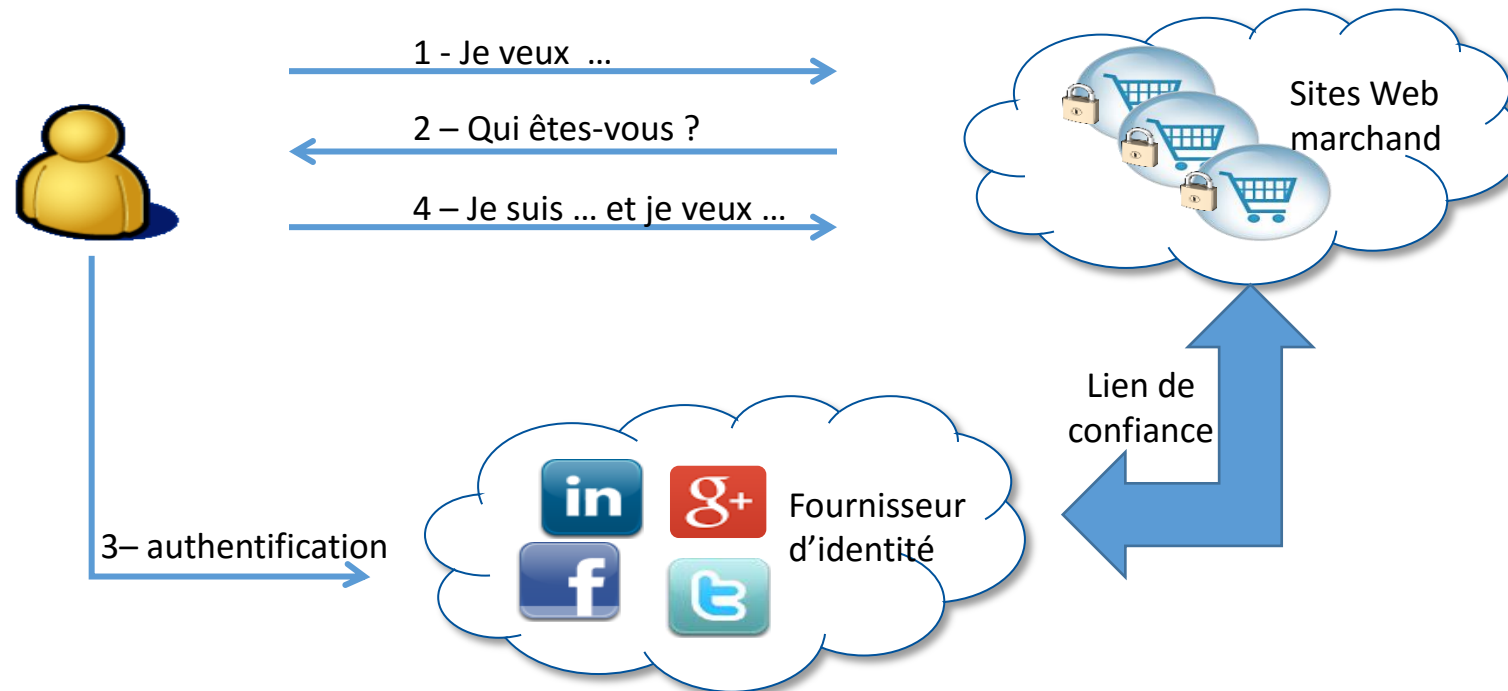 1 - Je veux ...
2 – Qui êtes-vous ?
4 – Je suis ... et je veux ...
Sites Web
marchand
Lien de
confiance
3– authentification
in
g+
f
t
Fournisseur
d’identité